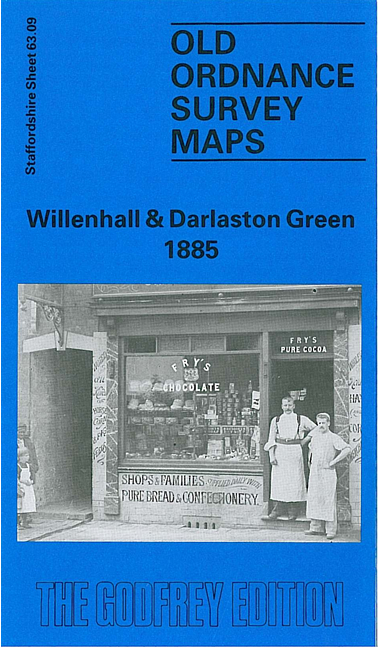 Staffordshire Sheet 63.09
OLD
ORDNANCE
SURVEY
MAPS
Willenhall & Darlaston Green
1885
FRY'S
CHOCOLATE
FRY'S
PURE COCOA
SHOPS & FAMILIES SUPPLIED DAILY WITH
PURE BREAD & CONFECTIONERY.
THE GODFREY EDITION